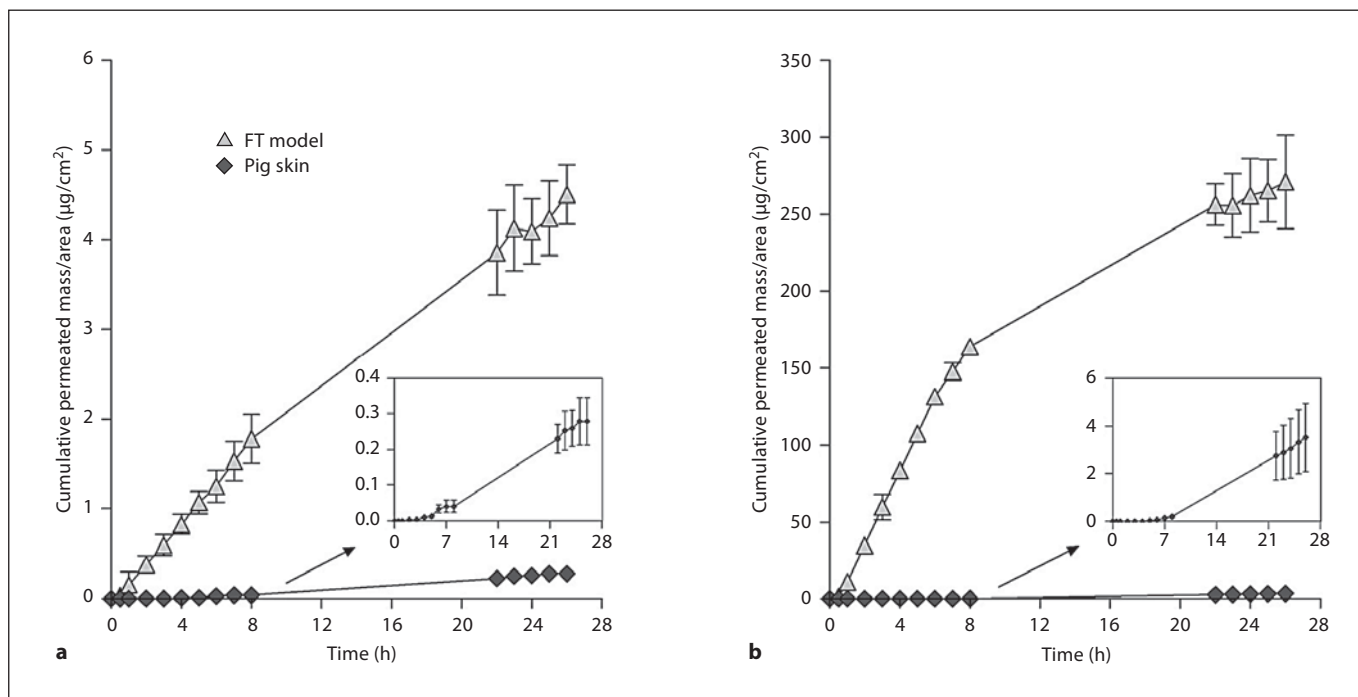 6
5
4
3
2
1
0
Cumulative permeated mass/area (µg/cm²)
FT model
Pig skin
0.4
0.3
0.2
0.1
0.0
0 7 14 21 28
0 4 8 12 16 20 24 28
Time (h)
a
350
300
250
200
150
100
50
0
Cumulative permeated mass/area (µg/cm²)
6
4
2
0
0 7 14 21 28
0 4 8 12 16 20 24 28
Time (h)
b